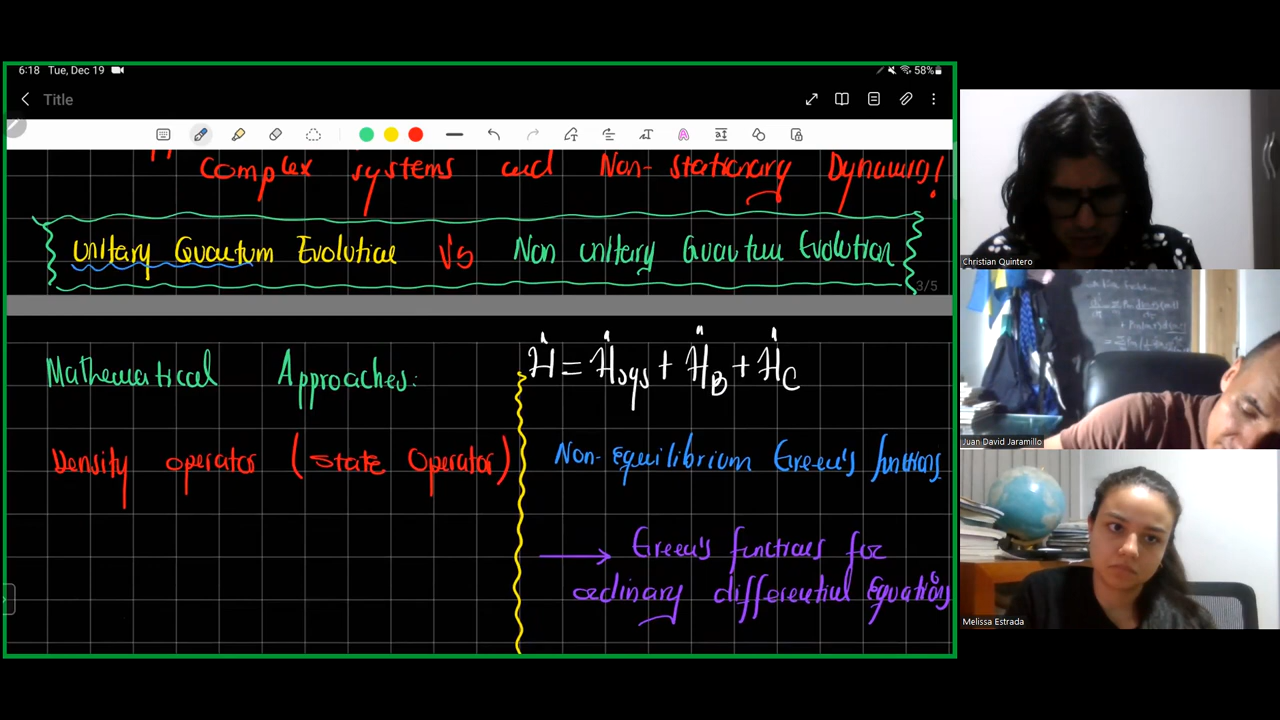 6:18 Tue, Dec 19
58%
Title
Complex systems and Non-stationary Dynamics!
Unitary Quantum Evolution Vs Non unitary Quantum Evolution
3/5
Mathematical Approaches:
Ĥ = Ĥsys + ĤB + ĤC
Density operator (State Operator)
Non-Equilibrium Green's functions
→ Green's functions for
ordinary differential Equations
Christian Quintero
Juan David Jaramillo
Melissa Estrada